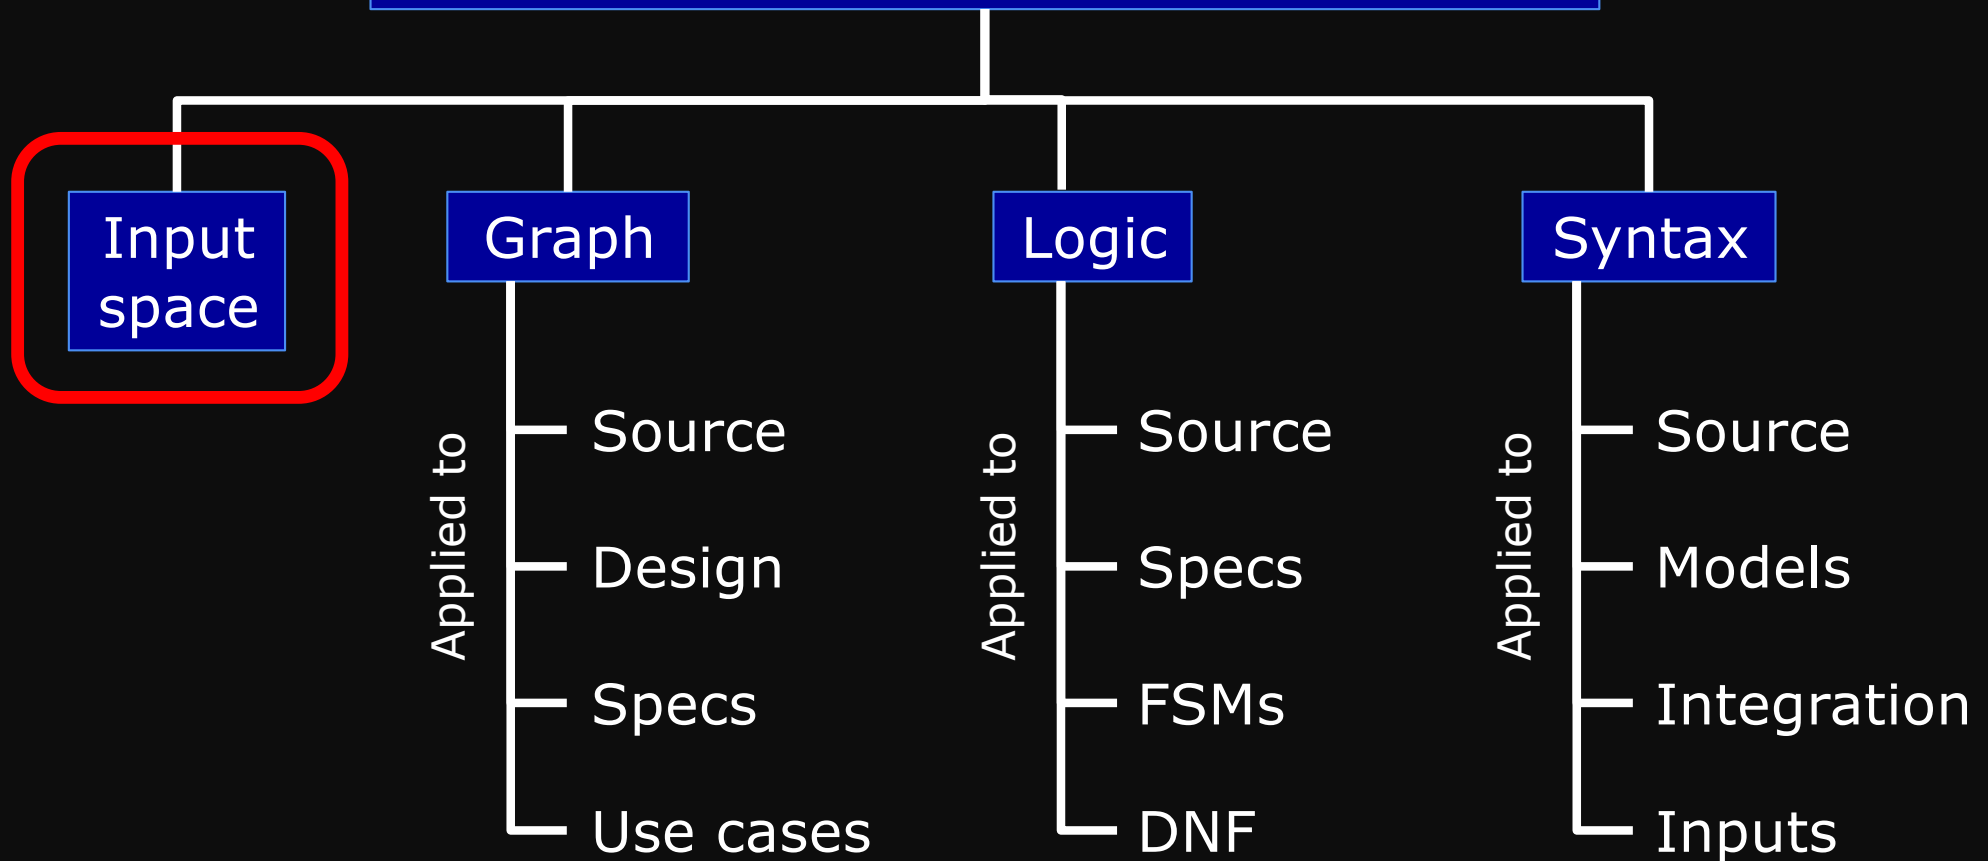 Input
space
Graph
Logic
Syntax
Applied to
Source
Design
Specs
Use cases
Applied to
Source
Specs
FSMs
DNF
Applied to
Source
Models
Integration
Inputs